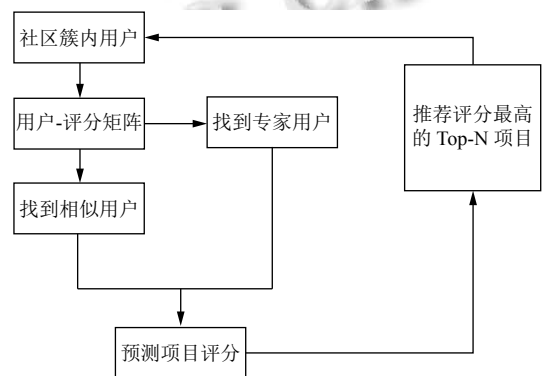 社区簇内用户
用户-评分矩阵
找到专家用户
推荐评分最高
的 Top-N 项目
找到相似用户
预测项目评分